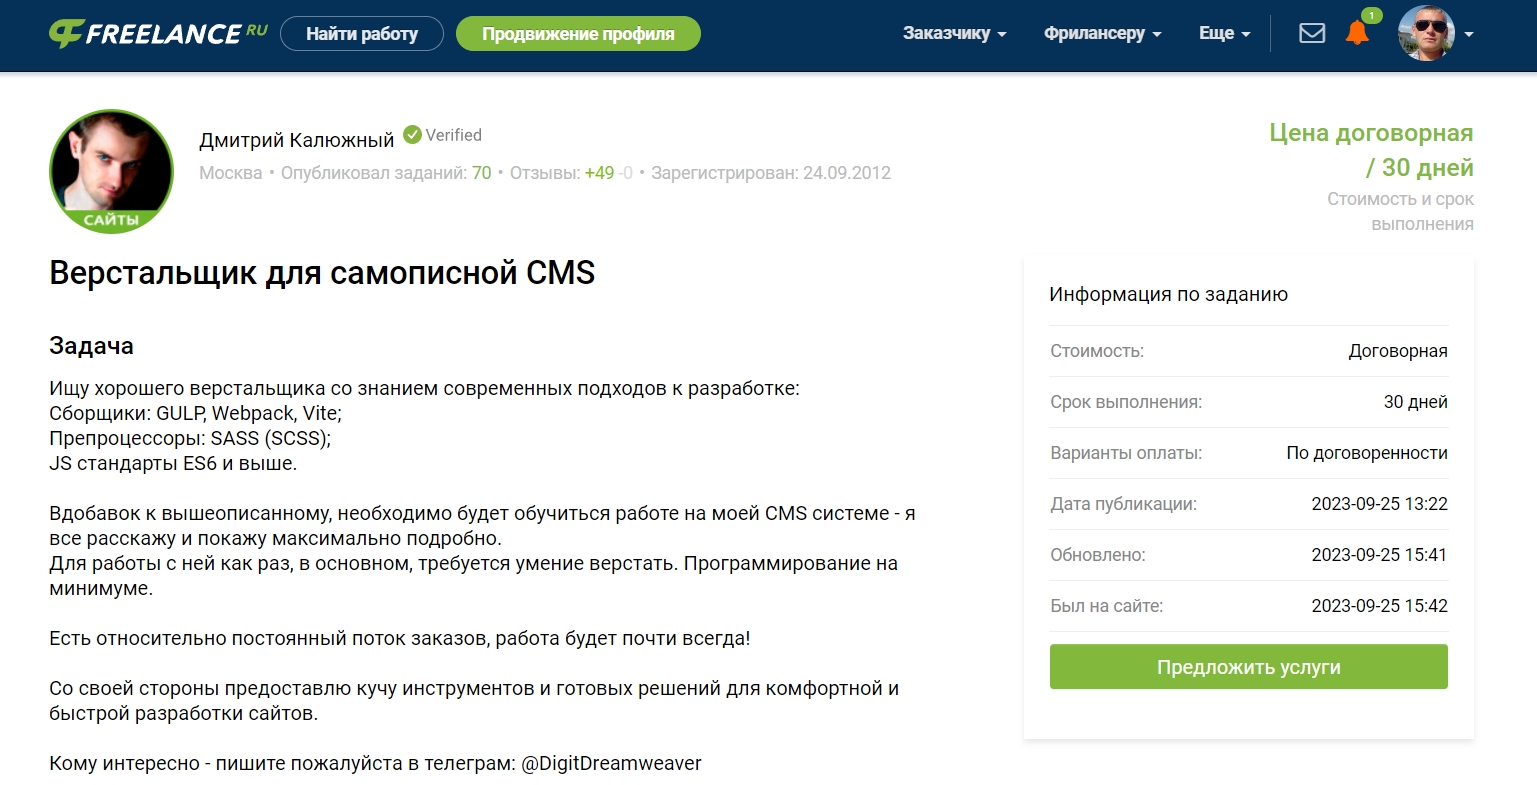 FREELANCE RU
Найти работу
Продвижение профиля
Заказчику
Фрилансеру
Еще
1
Дмитрий Калюжный Verified
Москва • Опубликовал заданий: 70 • Отзывы: +49 -0 • Зарегистрирован: 24.09.2012
САЙТЫ
Цена договорная
/ 30 дней
Стоимость и срок
выполнения
Верстальщик для самописной CMS
Задача
Ищу хорошего верстальщика со знанием современных подходов к разработке:
Сборщики: GULP, Webpack, Vite;
Препроцессоры: SASS (SCSS);
JS стандарты ES6 и выше.
Вдобавок к вышеописанному, необходимо будет обучиться работе на моей CMS системе - я
все расскажу и покажу максимально подробно.
Для работы с ней как раз, в основном, требуется умение верстать. Программирование на
минимуме.
Есть относительно постоянный поток заказов, работа будет почти всегда!
Со своей стороны предоставлю кучу инструментов и готовых решений для комфортной и
быстрой разработки сайтов.
Кому интересно - пишите пожалуйста в телеграм: @DigitDreamweaver
Информация по заданию
Стоимость: Договорная
Срок выполнения: 30 дней
Варианты оплаты: По договоренности
Дата публикации: 2023-09-25 13:22
Обновлено: 2023-09-25 15:41
Был на сайте: 2023-09-25 15:42
Предложить услуги